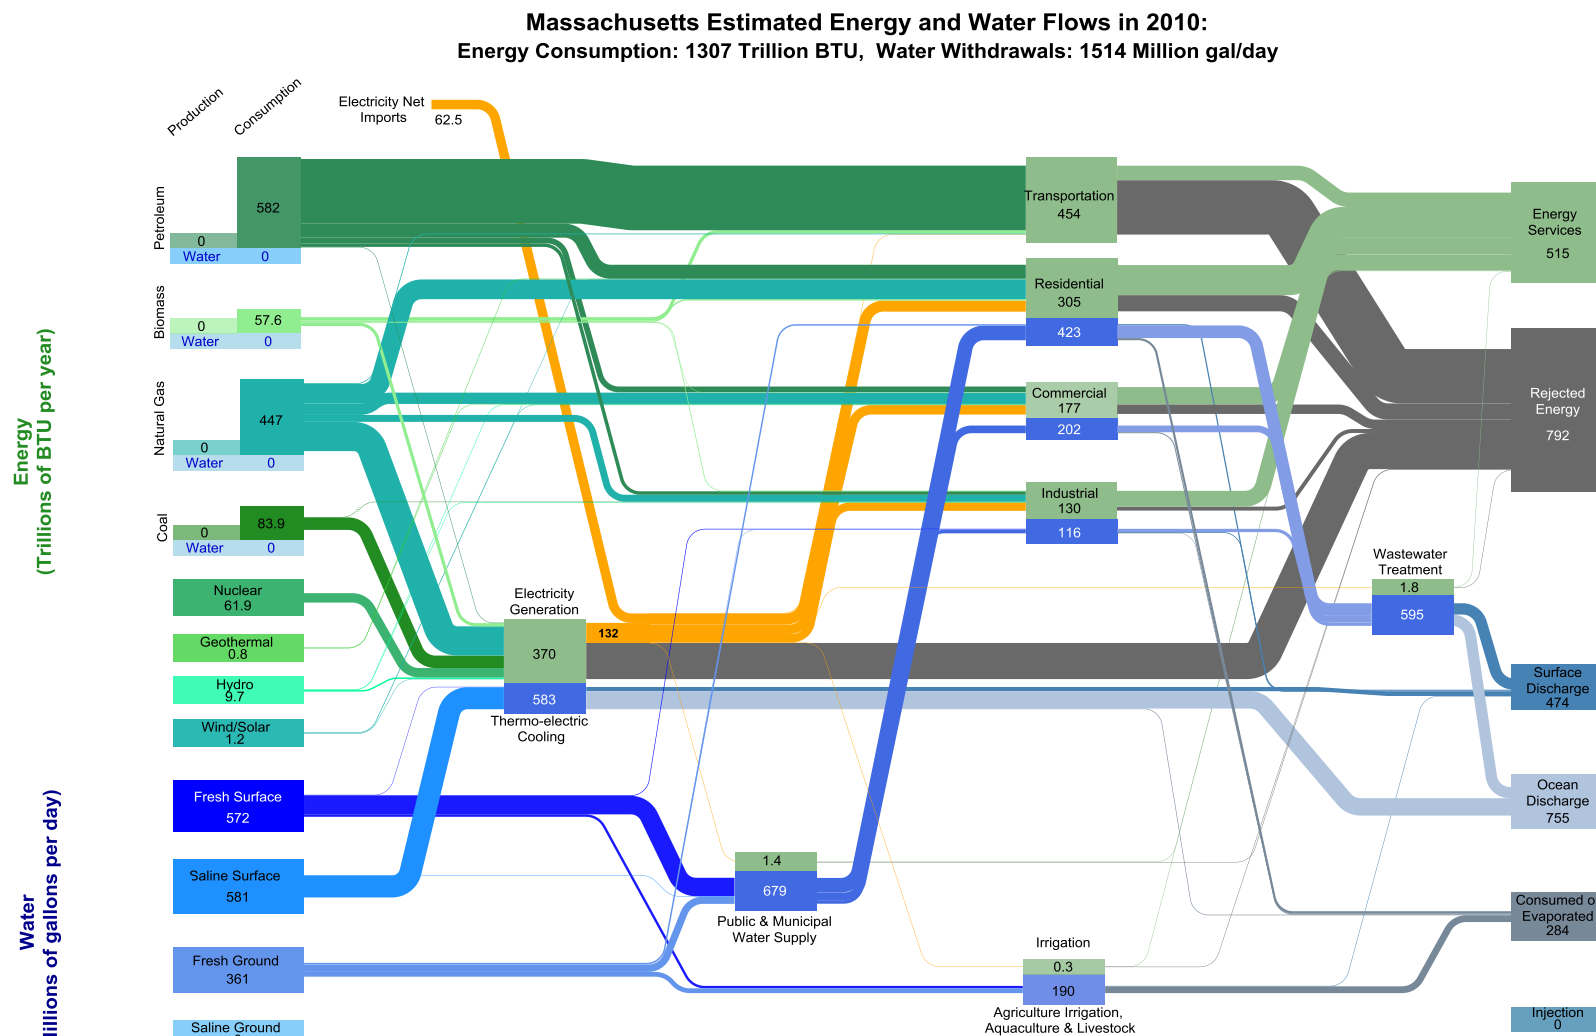 Massachusetts Estimated Energy and Water Flows in 2010:
Energy Consumption: 1307 Trillion BTU,  Water Withdrawals: 1514 Million gal/day
Production
Consumption
Electricity Net
Imports
62.5
Energy
(Trillions of BTU per year)
Petroleum
582
0
Water
0
Biomass
57.6
0
Water
0
Natural Gas
447
0
Water
0
Coal
83.9
0
Water
0
Nuclear
61.9
Geothermal
0.8
Hydro
9.7
Wind/Solar
1.2
Electricity
Generation
132
370
583
Thermo-electric
Cooling
Transportation
454
Residential
305
423
Commercial
177
202
Industrial
130
116
Wastewater
Treatment
1.8
595
Energy
Services
515
Rejected
Energy
792
Water
illions of gallons per day)
Fresh Surface
572
Saline Surface
581
Fresh Ground
361
Saline Ground
1.4
679
Public & Municipal
Water Supply
Irrigation
0.3
190
Agriculture Irrigation,
Aquaculture & Livestock
Surface
Discharge
474
Ocean
Discharge
755
Consumed o
Evaporated
284
Injection
0